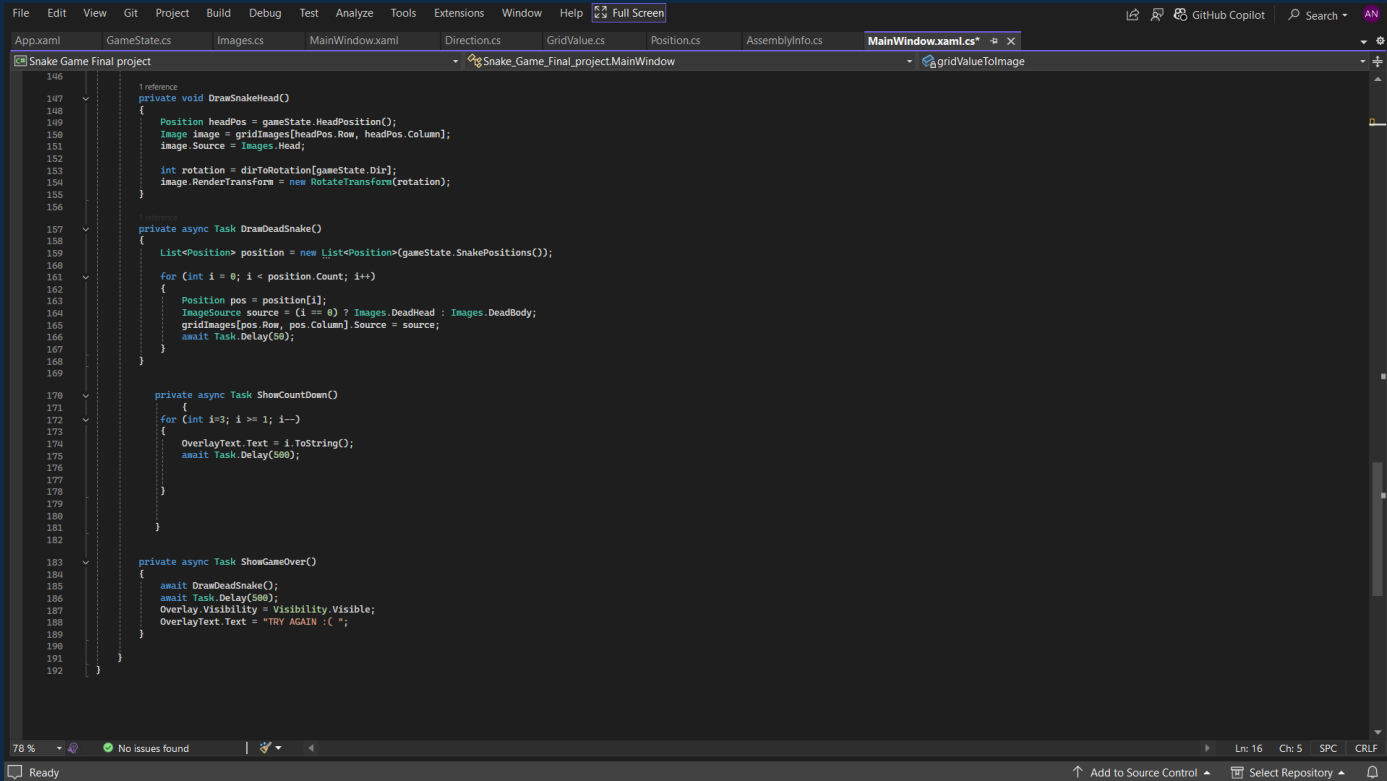 File Edit View Git Project Build Debug Test Analyze Tools Extensions Window Help Full Screen GitHub Copilot Search AN
App.xaml GameState.cs Images.cs MainWindow.xaml Direction.cs GridValue.cs Position.cs AssemblyInfo.cs MainWindow.xaml.cs*
C# Snake Game Final project Snake_Game_Final_project.MainWindow gridValueToImage
146
1 reference
147 private void DrawSnakeHead()
148 {
149 Position headPos = gameState.HeadPosition();
150 Image image = gridImages[headPos.Row, headPos.Column];
151 image.Source = Images.Head;
152
153 int rotation = dirToRotation[gameState.Dir];
154 image.RenderTransform = new RotateTransform(rotation);
155 }
156
1 reference
157 private async Task DrawDeadSnake()
158 {
159 List<Position> position = new List<Position>(gameState.SnakePositions());
160
161 for (int i = 0; i < position.Count; i++)
162 {
163 Position pos = position[i];
164 ImageSource source = (i == 0) ? Images.DeadHead : Images.DeadBody;
165 gridImages[pos.Row, pos.Column].Source = source;
166 await Task.Delay(50);
167 }
168 }
169
170 private async Task ShowCountDown()
171 {
172 for (int i=3; i >= 1; i--)
173 {
174 OverlayText.Text = i.ToString();
175 await Task.Delay(500);
176
177
178 }
179
180
181 }
182
183 private async Task ShowGameOver()
184 {
185 await DrawDeadSnake();
186 await Task.Delay(500);
187 Overlay.Visibility = Visibility.Visible;
188 OverlayText.Text = "TRY AGAIN :( ";
189 }
190
191 }
192 }
78 % No issues found Ln: 16 Ch: 5 SPC CRLF
Ready Add to Source Control Select Repository